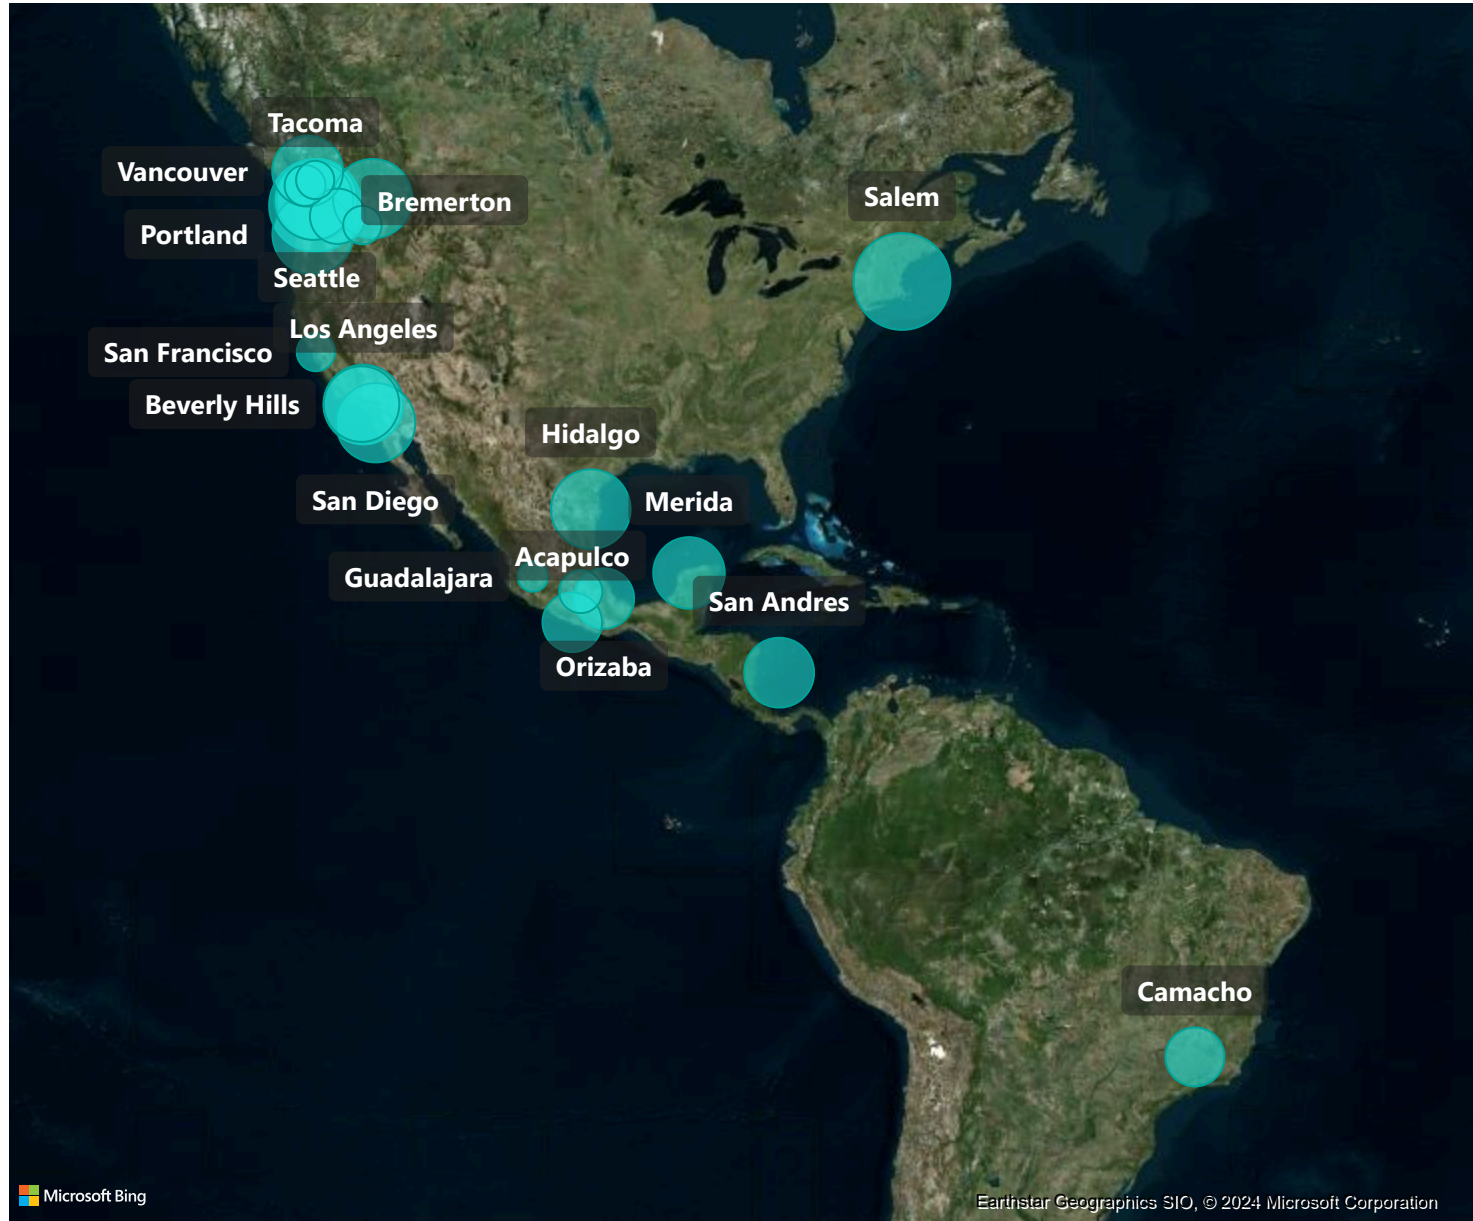 Tacoma
Vancouver
Bremerton
Salem
Portland
Seattle
Los Angeles
San Francisco
Beverly Hills
Hidalgo
San Diego
Merida
Acapulco
Guadalajara
San Andres
Orizaba
Camacho
Microsoft Bing
Earthstar Geographics SIO, © 2024 Microsoft Corporation